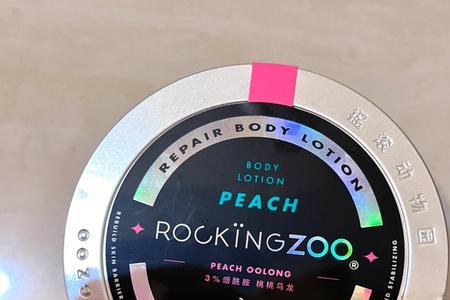 REPAIR BODY LOTION
BODY
LOTION
PEACH
ROCKÏNGZOO®
PEACH OOLONG
3%烟酰胺 桃桃乌龙
REBUILD SKIN BARRIER
STABILIZING
摇滚动物园
ZOO